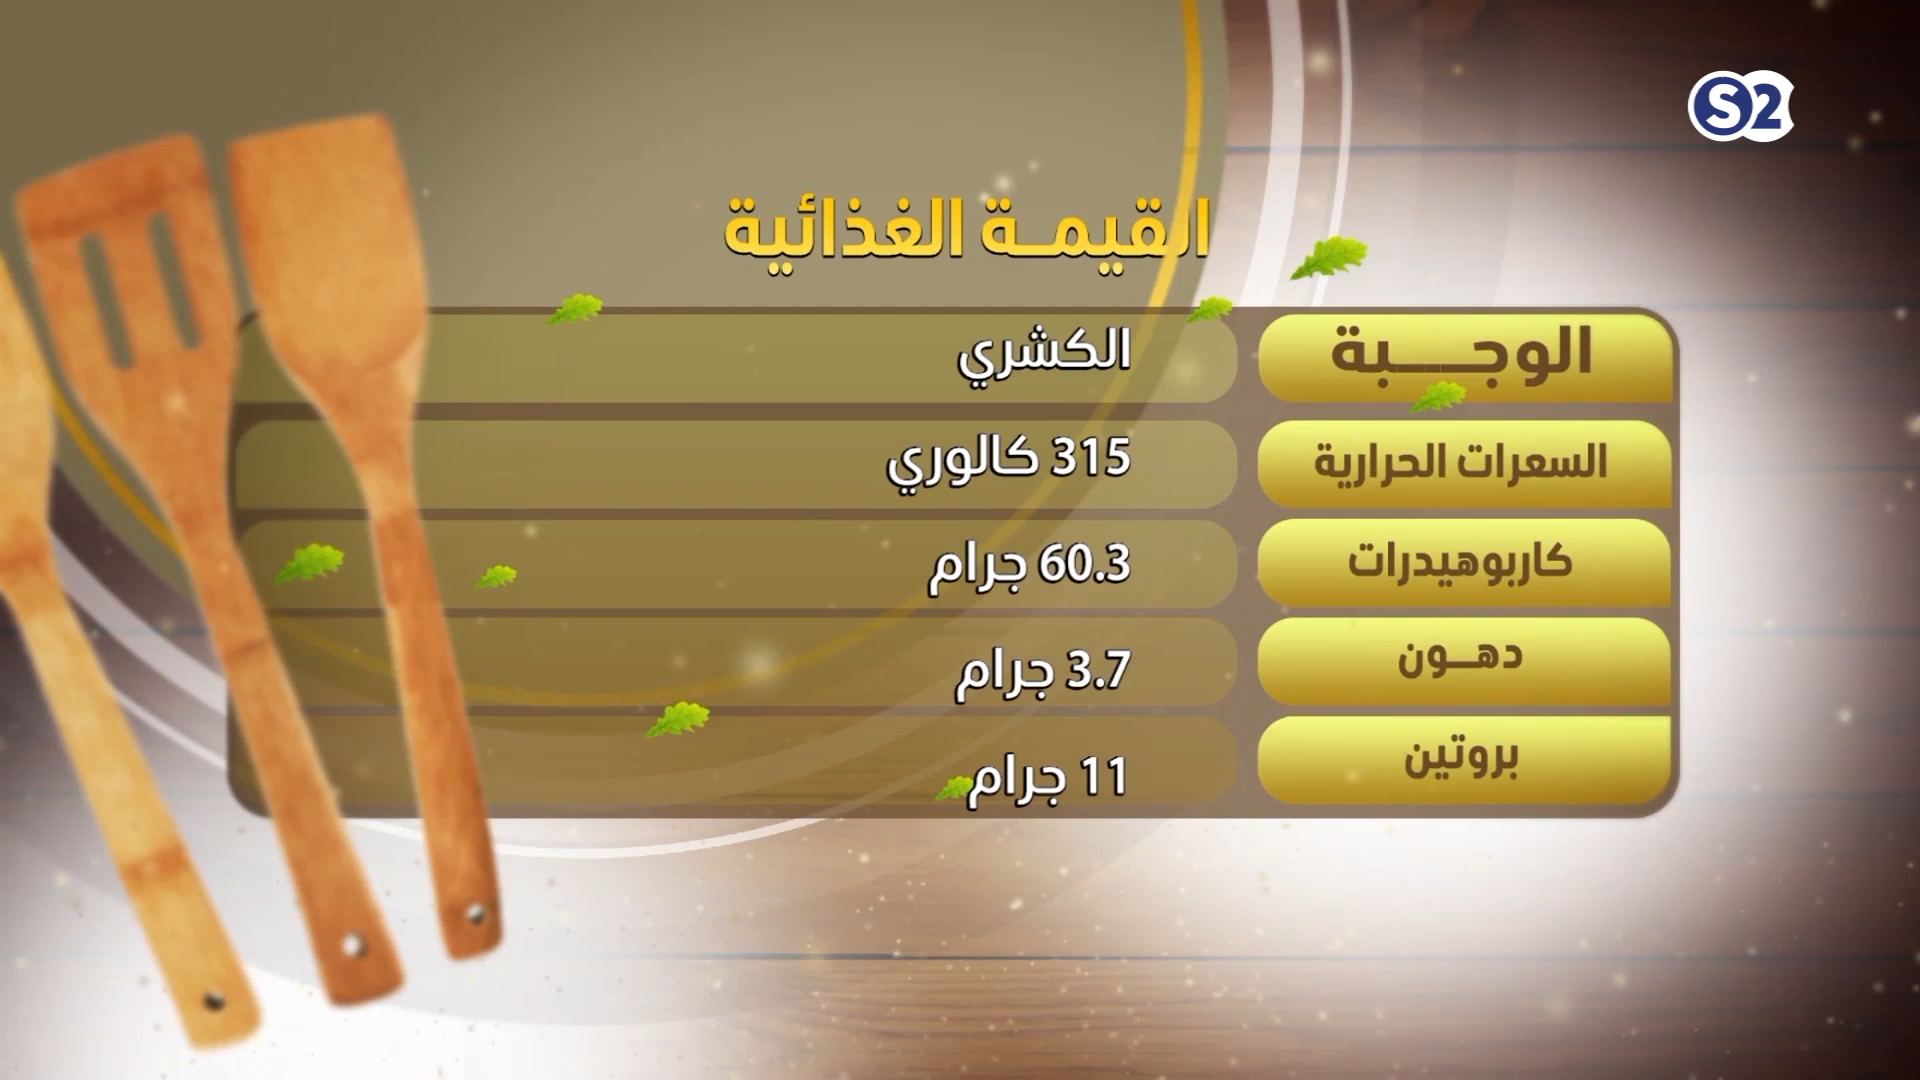 S2
القيمة الغذائية
الوجبة الكشري
السعرات الحرارية 315 كالوري
كاربوهيدرات 60.3 جرام
دهون 3.7 جرام
بروتين 11 جرام